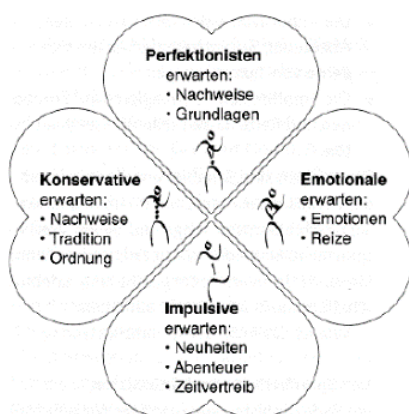 Perfektionisten
erwarten:
• Nachweise
• Grundlagen
Konservative
erwarten:
• Nachweise
• Tradition
• Ordnung
Emotionale
erwarten:
• Emotionen
• Reize
Impulsive
erwarten:
• Neuheiten
• Abenteuer
• Zeitvertreib